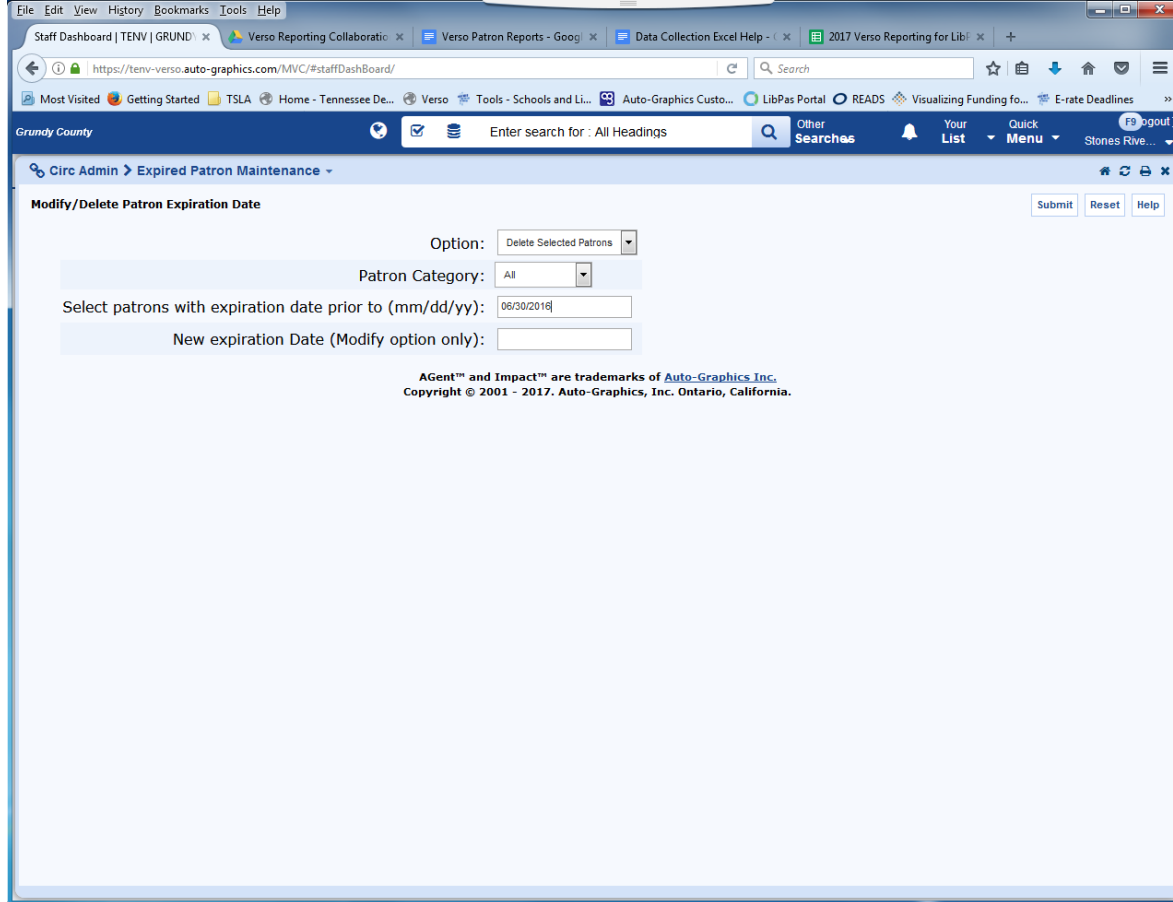 File Edit View History Bookmarks Tools Help
Staff Dashboard | TENV | GRUND
Verso Reporting Collaboratio
Verso Patron Reports - Googl
Data Collection Excel Help - (
2017 Verso Reporting for LibF
https://tenv-verso.auto-graphics.com/MVC/#staffDashBoard/
Search
Most Visited Getting Started TSLA Home - Tennessee De... Verso Tools - Schools and Li... Auto-Graphics Custo... LibPas Portal READS Visualizing Funding fo... E-rate Deadlines »
Grundy County
Enter search for : All Headings
Other
Searches
Your
List
Quick
Menu
F9 ogout
Stones Rive...
Circ Admin > Expired Patron Maintenance
Modify/Delete Patron Expiration Date
Submit Reset Help
Option: Delete Selected Patrons
Patron Category: All
Select patrons with expiration date prior to (mm/dd/yy): 06/30/2016
New expiration Date (Modify option only):
AGent™ and Impact™ are trademarks of Auto-Graphics Inc.
Copyright © 2001 - 2017. Auto-Graphics, Inc. Ontario, California.